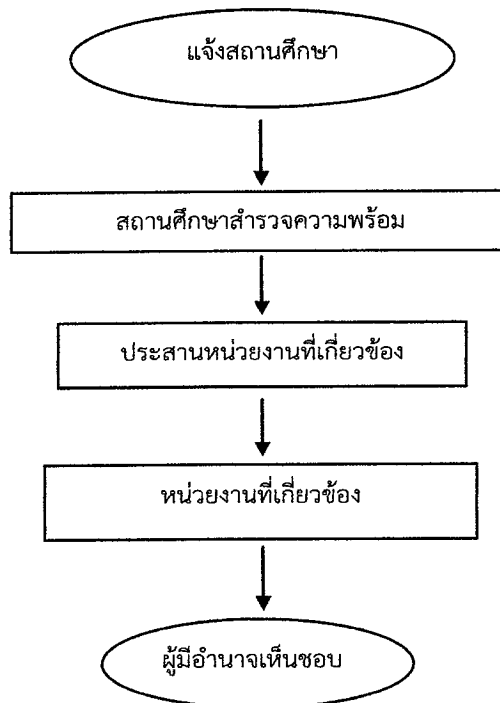 แจ้งสถานศึกษา
สถานศึกษาสำรวจความพร้อม
ประสานหน่วยงานที่เกี่ยวข้อง
หน่วยงานที่เกี่ยวข้อง
ผู้มีอำนาจเห็นชอบ